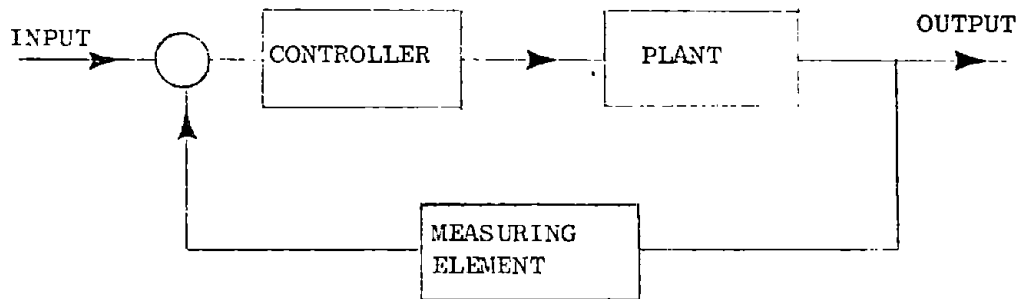 INPUT
CONTROLLER
PLANT
OUTPUT
MEASURING
ELEMENT